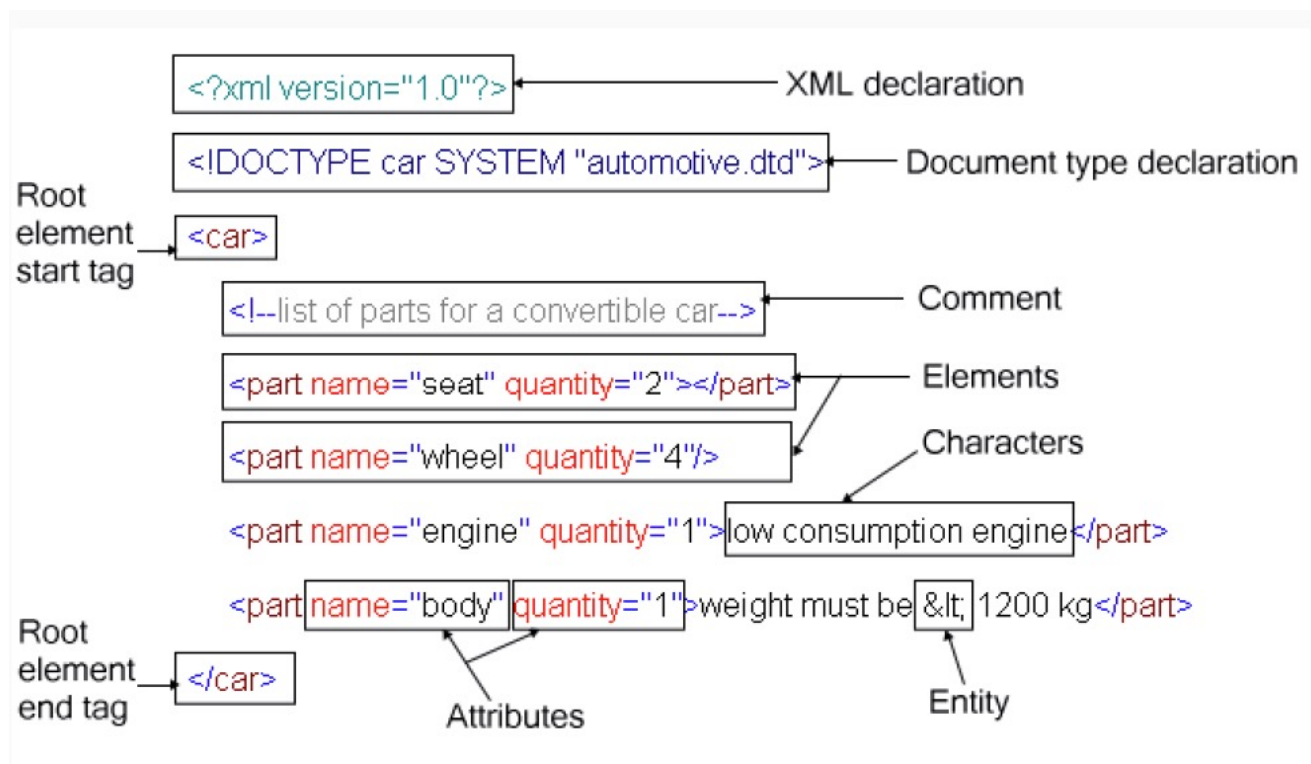 <?xml version="1.0"?>
XML declaration
<!DOCTYPE car SYSTEM "automotive.dtd">
Document type declaration
Root
element
start tag
<car>
<!--list of parts for a convertible car-->
Comment
<part name="seat" quantity="2"></part>
Elements
<part name="wheel" quantity="4"/>
Characters
<part name="engine" quantity="1">low consumption engine</part>
<part name="body" quantity="1">weight must be &lt; 1200 kg</part>
Root
element
end tag
</car>
Attributes
Entity